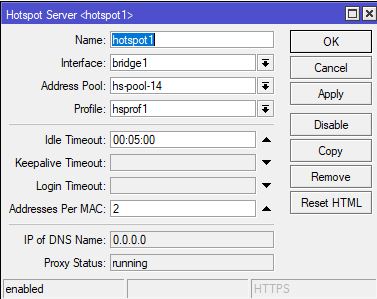 Hotspot Server <hotspot1>
Name: hotspot1
OK
Interface: bridge1
Cancel
Address Pool: hs-pool-14
Apply
Profile: hsprof1
Disable
Idle Timeout: 00:05:00
Copy
Keepalive Timeout:
Remove
Login Timeout:
Reset HTML
Addresses Per MAC: 2
IP of DNS Name: 0.0.0.0
Proxy Status: running
enabled
HTTPS